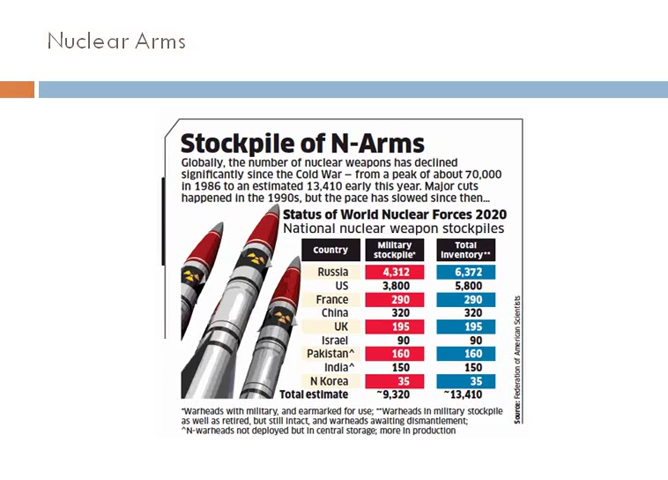 Nuclear Arms
Stockpile of N-Arms
Globally, the number of nuclear weapons has declined
significantly since the Cold War – from a peak of about 70,000
in 1986 to an estimated 13,410 early this year. Major cuts
happened in the 1990s, but the pace has slowed since then...
Status of World Nuclear Forces 2020
National nuclear weapon stockpiles
Country Military stockpile* Total Inventory**
Russia 4,312 6,372
US 3,800 5,800
France 290 290
China 320 320
UK 195 195
Israel 90 90
Pakistan^ 160 160
India^ 150 150
N Korea 35 35
Total estimate ~9,320 ~13,410
*Warheads with military, and earmarked for use; **Warheads in military stockpile
as well as retired, but still intact, and warheads awaiting dismantlement;
^N-warheads not deployed but in central storage; more in production
Source: Federation of American Scientists